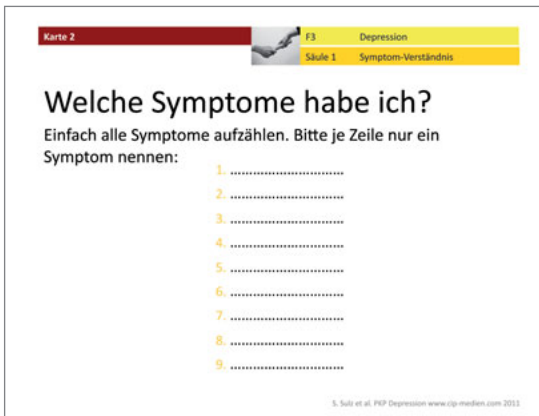 Karte 2
F3 Depression
Säule 1 Symptom-Verständnis
Welche Symptome habe ich?
Einfach alle Symptome aufzählen. Bitte je Zeile nur ein
Symptom nennen:
1. ................................
2. ................................
3. ................................
4. ................................
5. ................................
6. ................................
7. ................................
8. ................................
9. ................................
S. Sulz et al. PKP Depression www.cip-medien.com 2011